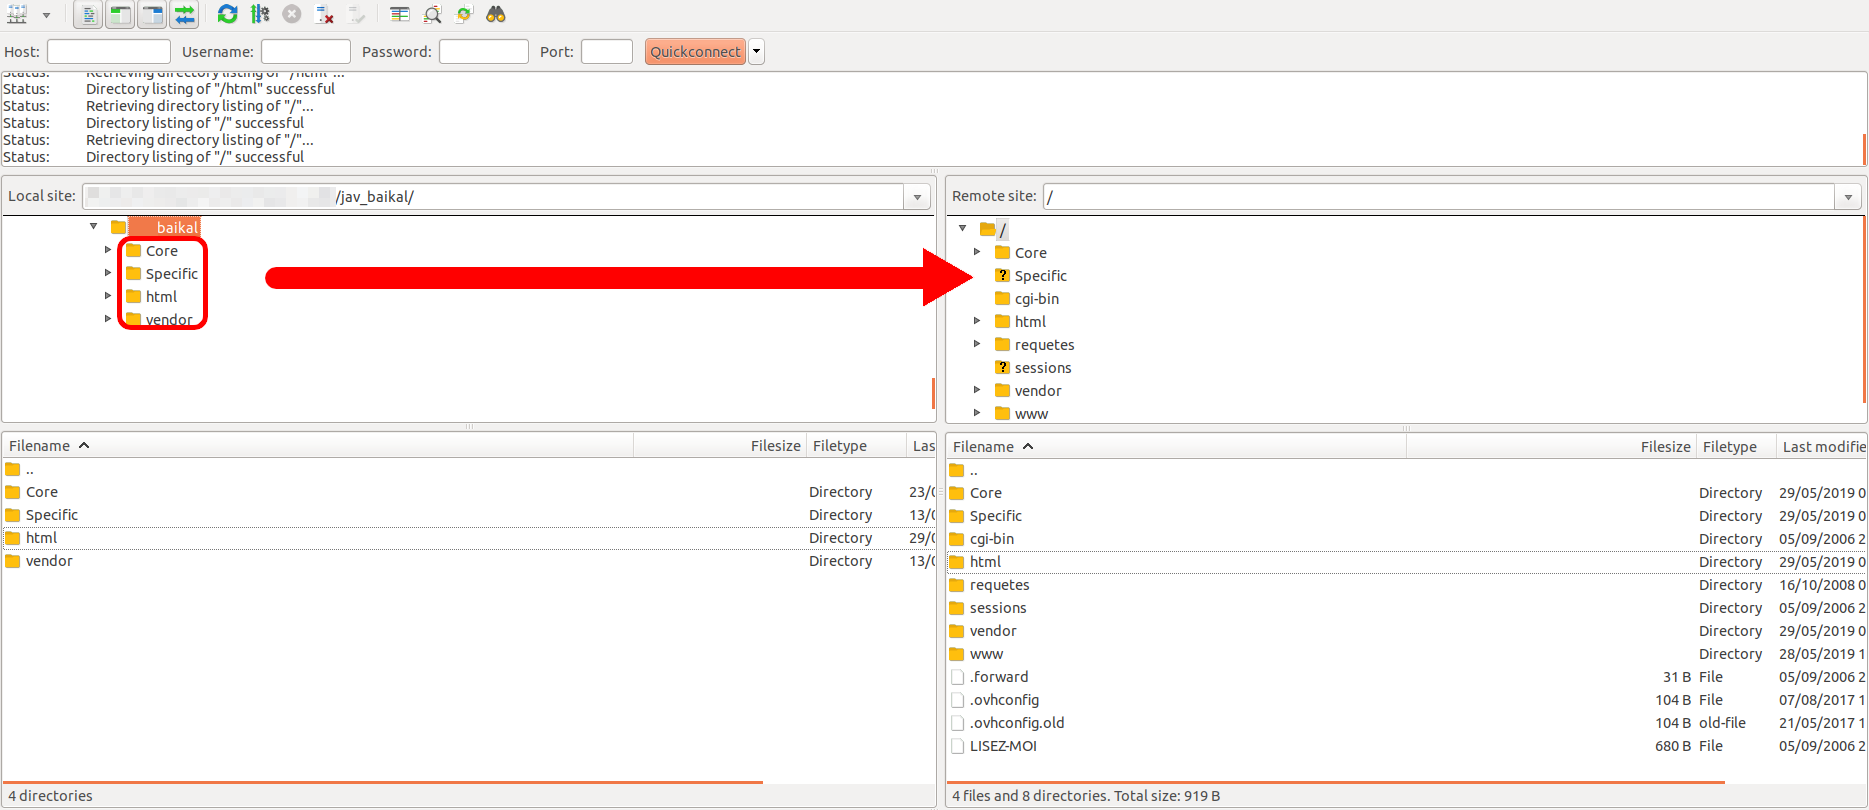 Host: Username: Password: Port: Quickconnect
Status: Retrieving directory listing of "/html"...
Status: Directory listing of "/html" successful
Status: Retrieving directory listing of "/"...
Status: Directory listing of "/" successful
Status: Retrieving directory listing of "/"...
Status: Directory listing of "/" successful
Local site: /jav_baikal/
baikal
Core
Specific
html
vendor
Remote site: /
/
Core
Specific
cgi-bin
html
requetes
sessions
vendor
www
Filename Filesize Filetype Las
..
Core Directory 23/0
Specific Directory 13/0
html Directory 29/0
vendor Directory 13/0
4 directories
Filename Filesize Filetype Last modifie
..
Core Directory 29/05/2019 0
Specific Directory 29/05/2019 0
cgi-bin Directory 05/09/2006 2
html Directory 29/05/2019 0
requetes Directory 16/10/2008 0
sessions Directory 05/09/2006 2
vendor Directory 29/05/2019 0
www Directory 28/05/2019 1
.forward 31 B File 05/09/2006 2
.ovhconfig 104 B File 07/08/2017 1
.ovhconfig.old 104 B old-file 21/05/2017 1
LISEZ-MOI 680 B File 05/09/2006 2
4 files and 8 directories. Total size: 919 B